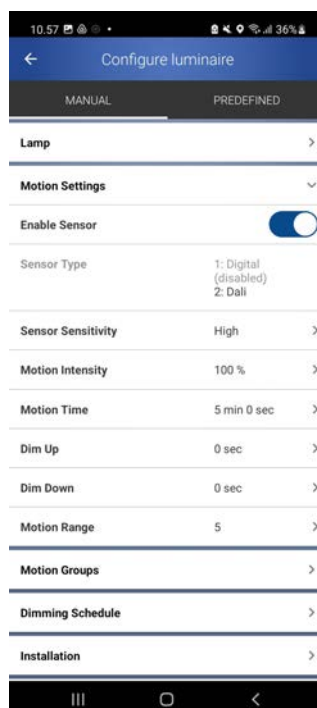 10.57 36%
Configure luminaire
MANUAL PREDEFINED
Lamp
Motion Settings
Enable Sensor
Sensor Type 1: Digital
(disabled)
2: Dali
Sensor Sensitivity High
Motion Intensity 100 %
Motion Time 5 min 0 sec
Dim Up 0 sec
Dim Down 0 sec
Motion Range 5
Motion Groups
Dimming Schedule
Installation